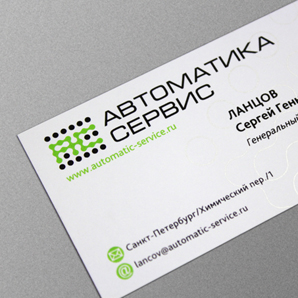 АВТОМАТИКА
СЕРВИС
www.automatic-service.ru
ЛАНЦОВ
Сергей
Генеральный
Санкт-Петербург/Химический пер./1
lancov@automatic-service.ru